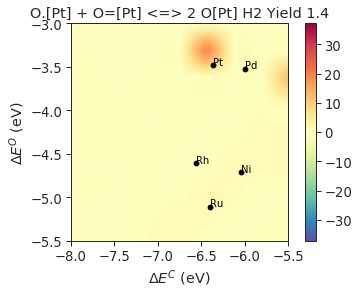 O.[Pt] + O=[Pt] <=> 2 O[Pt] H2 Yield 1.4
−3.0
−3.5
−4.0
−4.5
−5.0
−5.5
ΔE^O (eV)
Pt
Pd
Rh
Ni
Ru
−8.0 −7.5 −7.0 −6.5 −6.0 −5.5
ΔE^C (eV)
30
20
10
0
−10
−20
−30